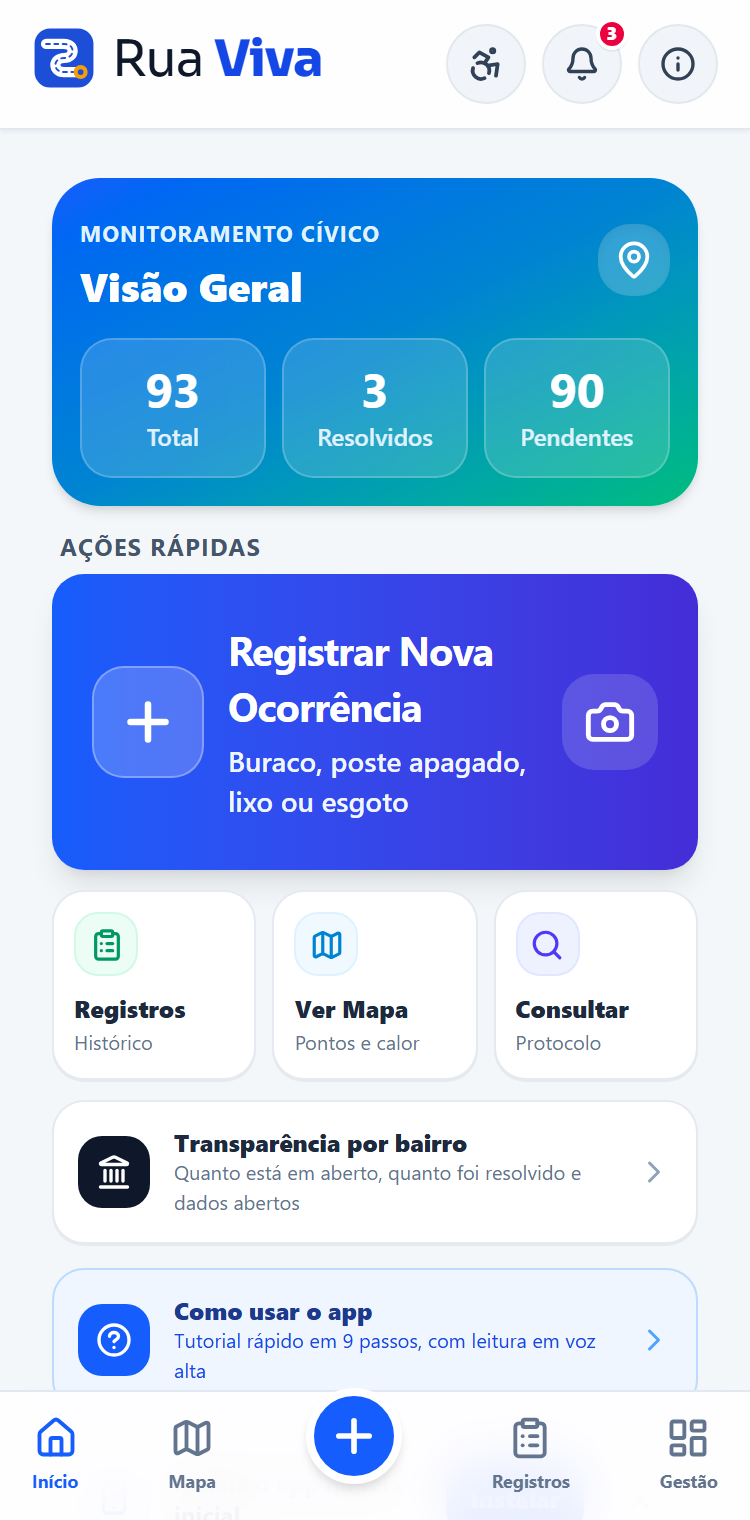 Rua Viva
3
MONITORAMENTO CÍVICO
Visão Geral
93
Total
3
Resolvidos
90
Pendentes
AÇÕES RÁPIDAS
Registrar Nova
Ocorrência
Buraco, poste apagado,
lixo ou esgoto
Registros
Histórico
Ver Mapa
Pontos e calor
Consultar
Protocolo
Transparência por bairro
Quanto está em aberto, quanto foi resolvido e
dados abertos
Como usar o app
Tutorial rápido em 9 passos, com leitura em voz
alta
Início
Mapa
Registros
Gestão
inicial